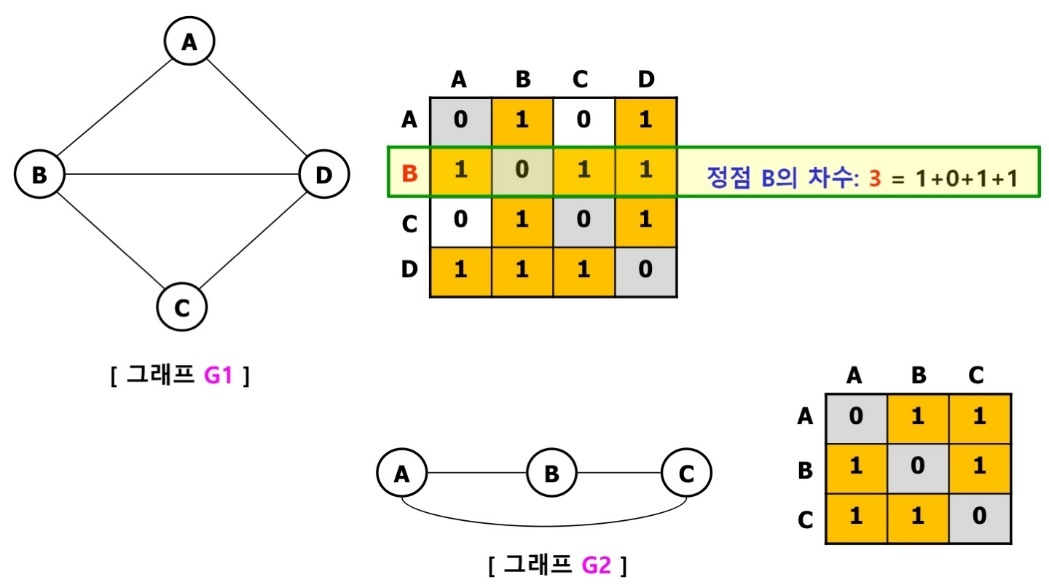 A
B
D
C
[ 그래프 G1 ]
A B C D
A 0 1 0 1
B 1 0 1 1 정점 B의 차수: 3 = 1+0+1+1
C 0 1 0 1
D 1 1 1 0
A B C
[ 그래프 G2 ]
A B C
A 0 1 1
B 1 0 1
C 1 1 0